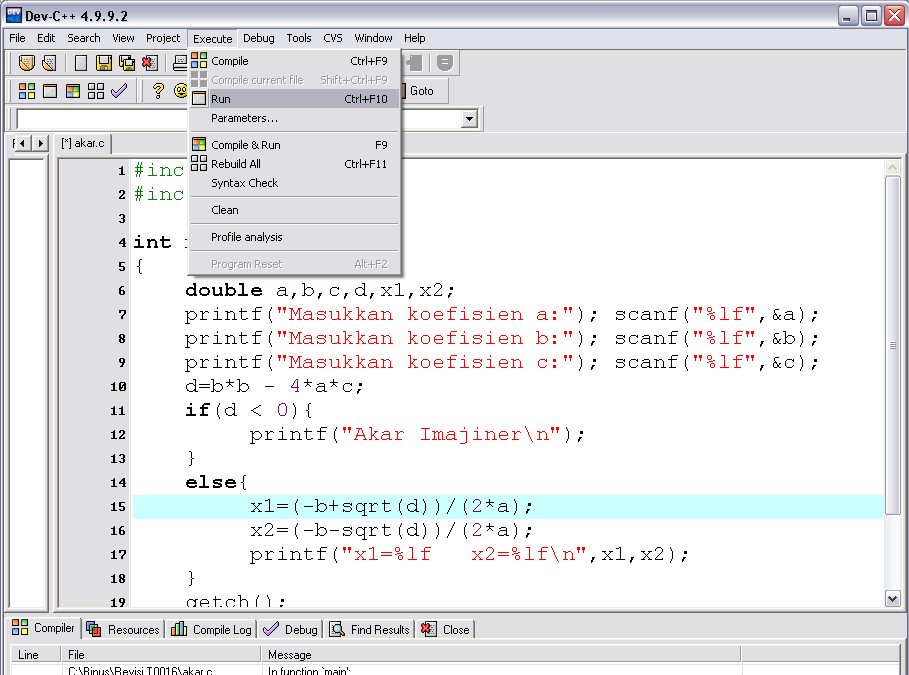 Dev-C++ 4.9.9.2
File Edit Search View Project Execute Debug Tools CVS Window Help
Compile Ctrl+F9
Compile current file Shift+Ctrl+F9
Run Ctrl+F10
Goto
Parameters...
Compile & Run F9
Rebuild All Ctrl+F11
Syntax Check
Clean
Profile analysis
Program Reset Alt+F2
[*] akar.c
1 #inc
2 #inc
3
4 int
5 {
6 double a,b,c,d,x1,x2;
7 printf("Masukkan koefisien a:"); scanf("%lf",&a);
8 printf("Masukkan koefisien b:"); scanf("%lf",&b);
9 printf("Masukkan koefisien c:"); scanf("%lf",&c);
10 d=b*b - 4*a*c;
11 if(d < 0){
12 printf("Akar Imajiner\n");
13 }
14 else{
15 x1=(-b+sqrt(d))/(2*a);
16 x2=(-b-sqrt(d))/(2*a);
17 printf("x1=%lf   x2=%lf\n",x1,x2);
18 }
19 getch();
Compiler Resources Compile Log Debug Find Results Close
Line File Message
C:\Binus\Revisi T0016\akar.c In function `main':